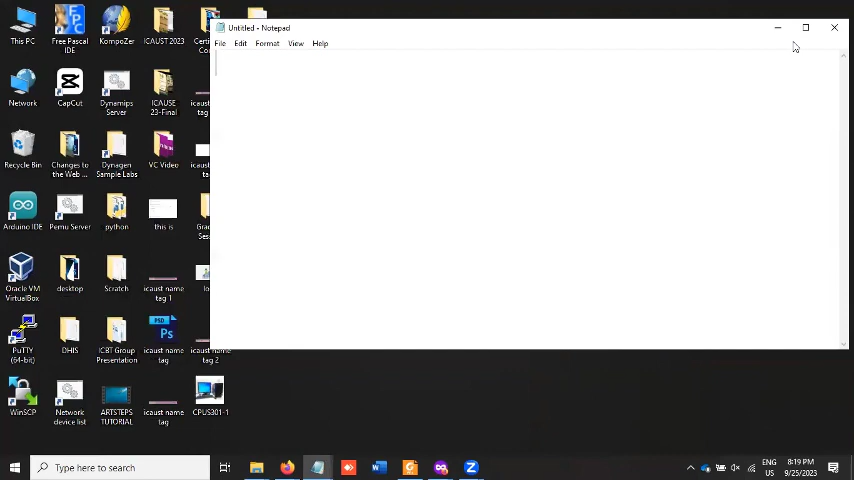 Untitled - Notepad
File Edit Format View Help
This PC
Free Pascal
IDE
KompoZer
ICAUST 2023
Network
CapCut
Dynamips
Server
ICAUSE
23-Final
Recycle Bin
Changes to
the Web ...
Dynagen
Sample Labs
VC Video
Arduino IDE
Pemu Server
python
this is
Oracle VM
VirtualBox
desktop
Scratch
icaust name
tag 1
PuTTY
(64-bit)
DHIS
ICBT Group
Presentation
icaust name
tag
icaust name
tag 2
WinSCP
Network
device list
ARTSTEPS
TUTORIAL
icaust name
tag
CPUS301-1
Type here to search
ENG
US
8:19 PM
9/25/2023